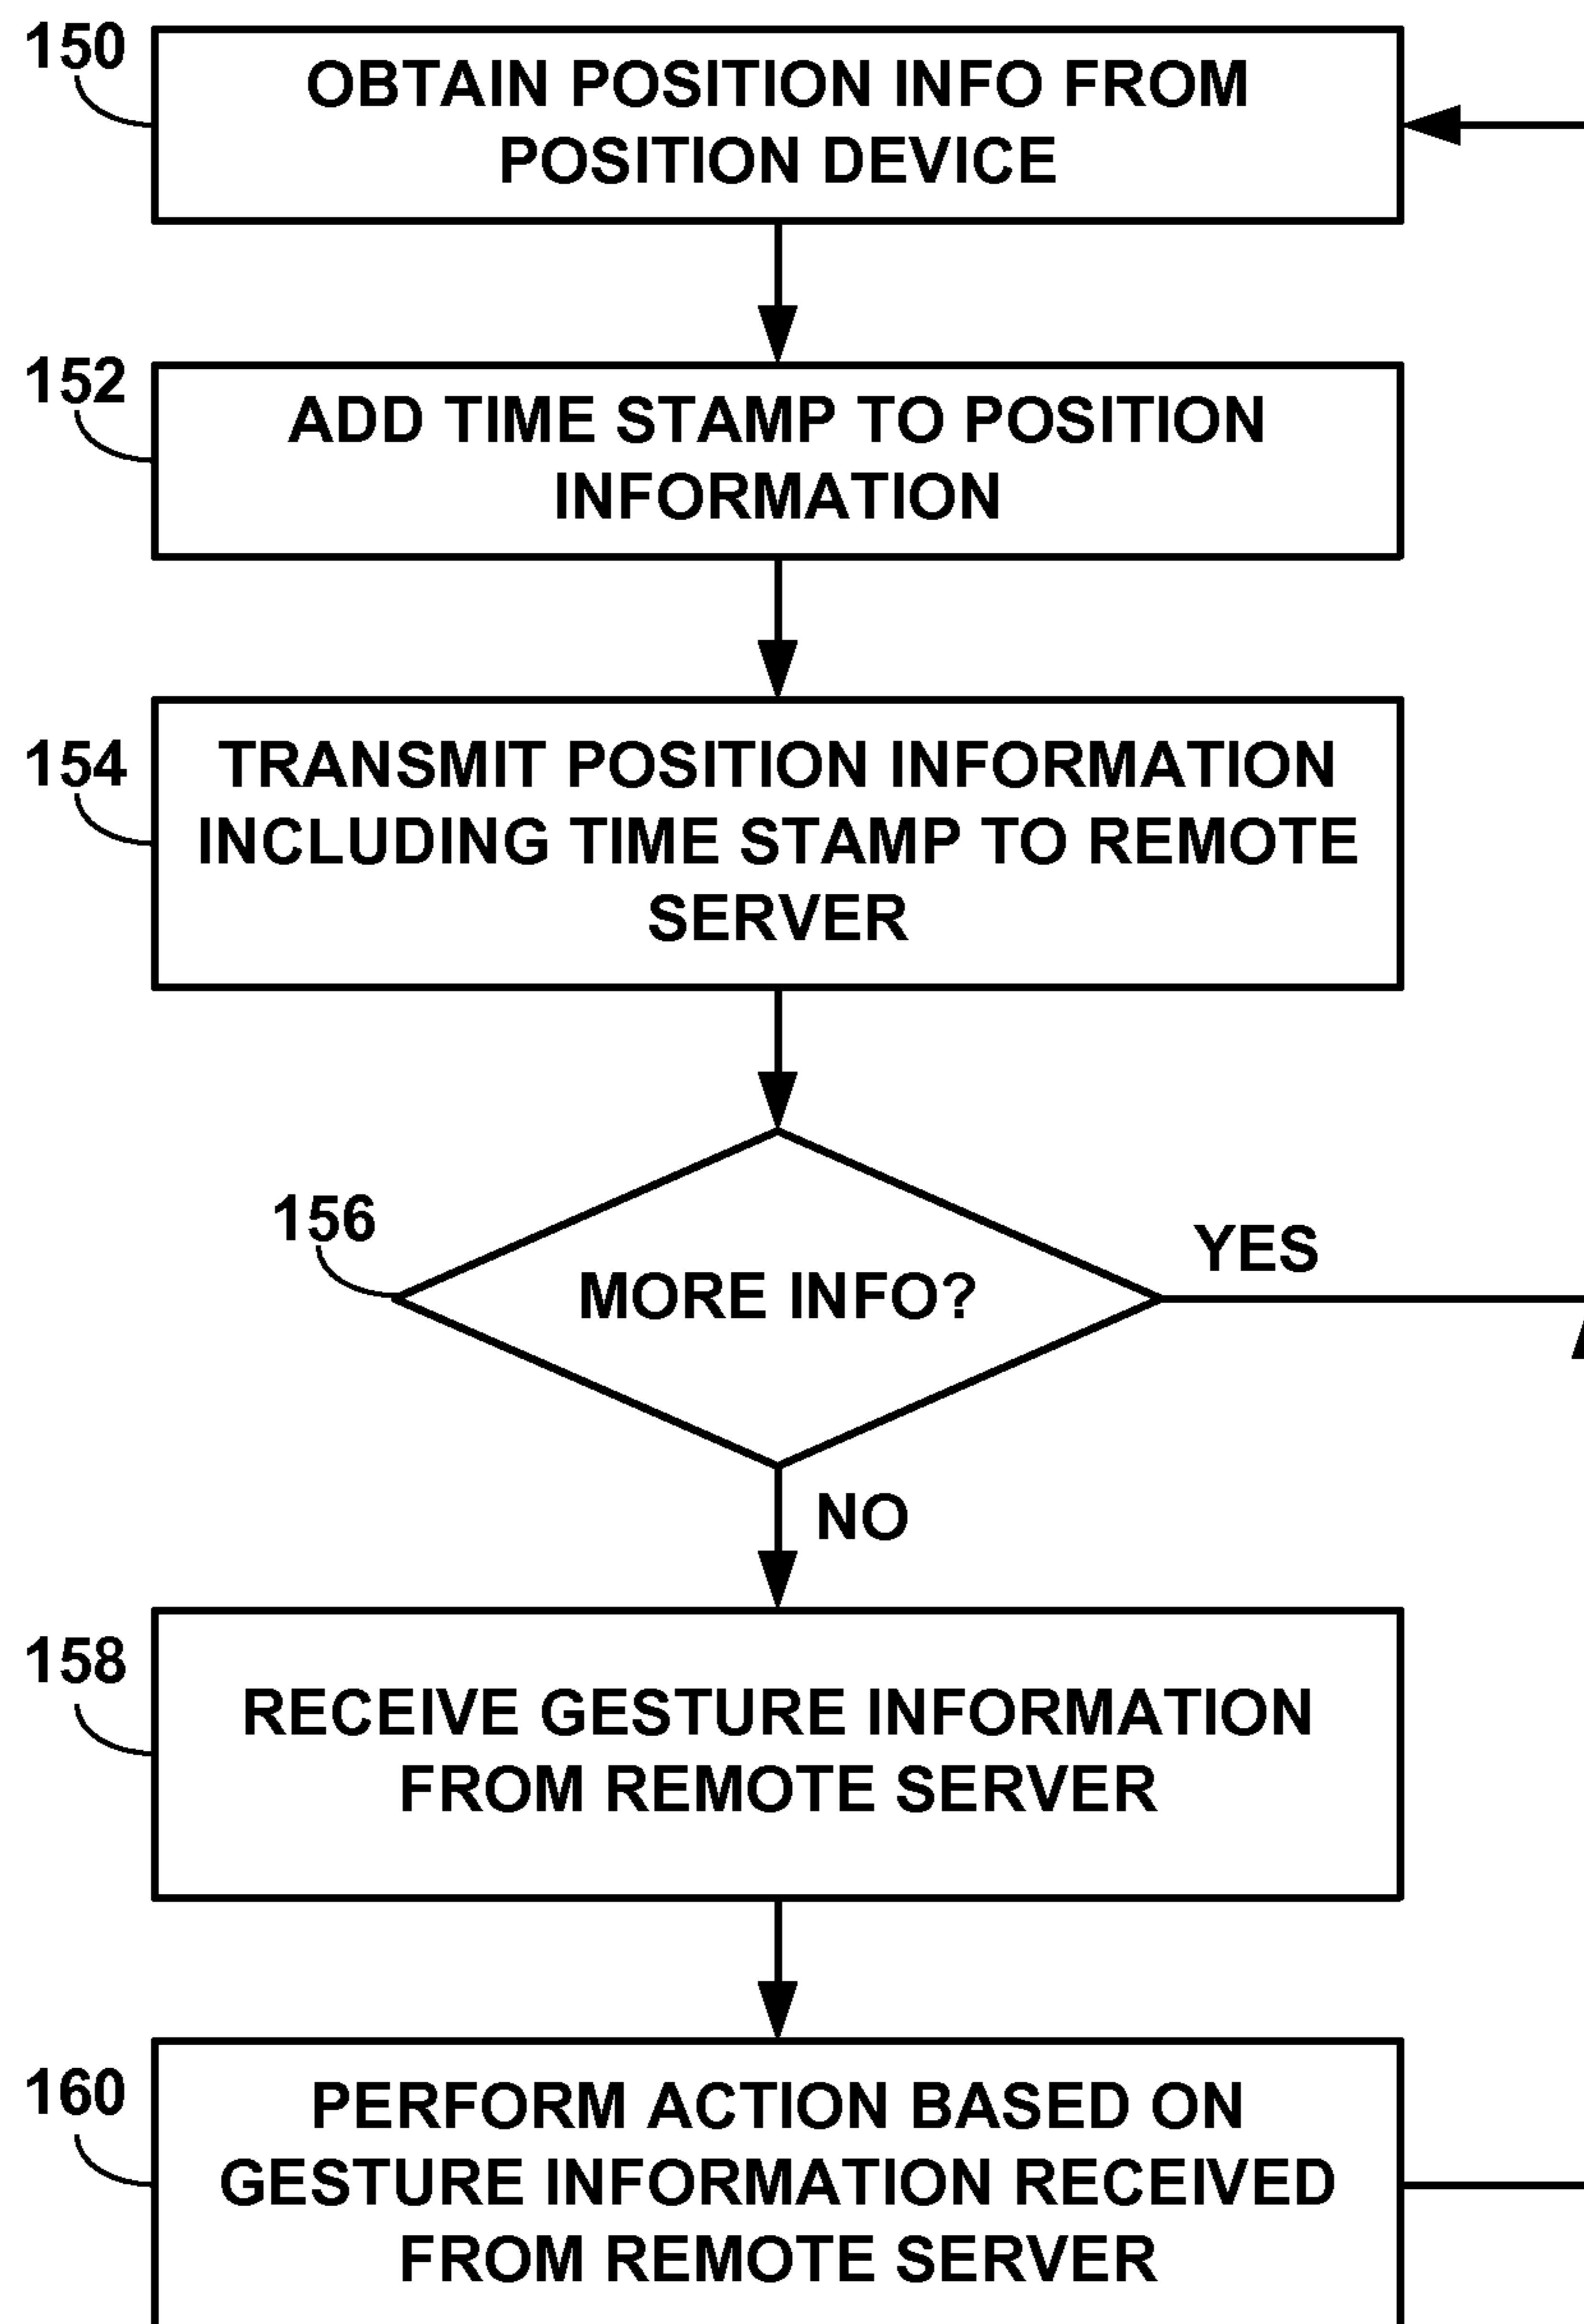 150
OBTAIN POSITION INFO FROM
POSITION DEVICE
152
ADD TIME STAMP TO POSITION
INFORMATION
154
TRANSMIT POSITION INFORMATION
INCLUDING TIME STAMP TO REMOTE
SERVER
156
MORE INFO?
YES
NO
158
RECEIVE GESTURE INFORMATION
FROM REMOTE SERVER
160
PERFORM ACTION BASED ON
GESTURE INFORMATION RECEIVED
FROM REMOTE SERVER